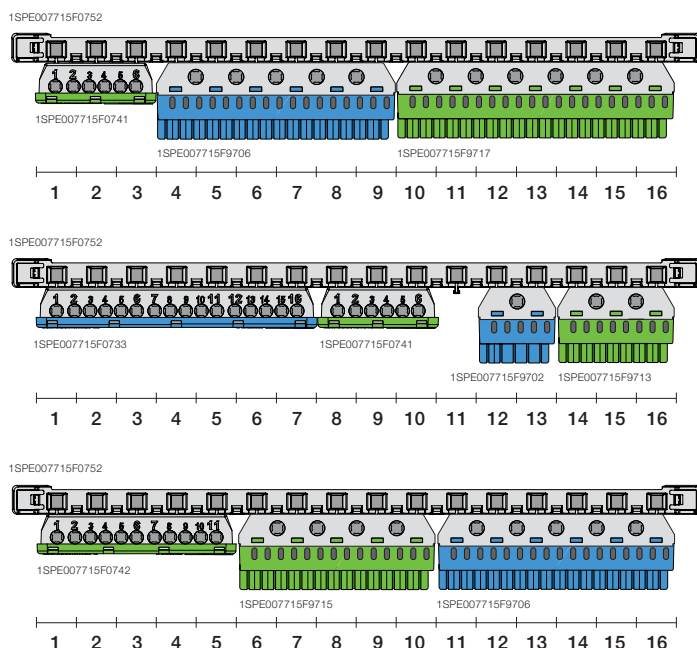 1SPE007715F0752
1 2 3 4 5 6
1SPE007715F0741
1SPE007715F9706
1SPE007715F9717
1 2 3 4 5 6 7 8 9 10 11 12 13 14 15 16
1SPE007715F0752
1 2 3 4 5 6 7 8 9 10 11 12 13 14 15 16
1 2 3 4 5 6
1SPE007715F0733
1SPE007715F0741
1SPE007715F9702
1SPE007715F9713
1 2 3 4 5 6 7 8 9 10 11 12 13 14 15 16
1SPE007715F0752
1 2 3 4 5 6 7 8 9 10 11
1SPE007715F0742
1SPE007715F9715
1SPE007715F9706
1 2 3 4 5 6 7 8 9 10 11 12 13 14 15 16